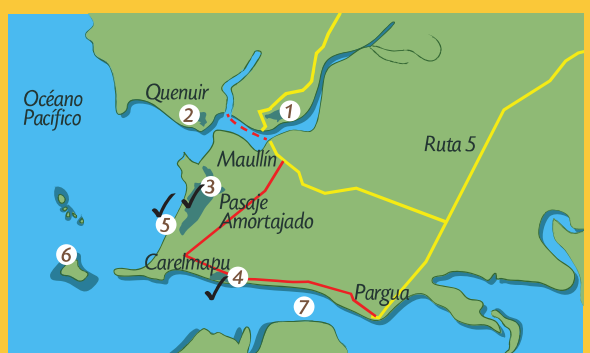 Océano
Pacífico
Quenuir
2
1
Ruta 5
Maullín
3
Pasaje
Amortajado
5
6
Carelmapu
4
Pargua
7